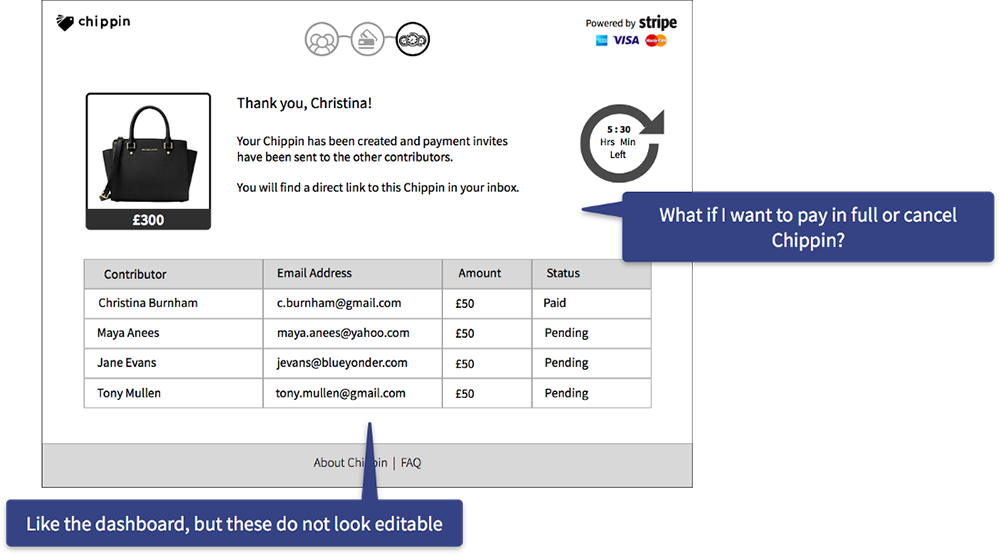 chippin
Powered by stripe
VISA
Thank you, Christina!
Your Chippin has been created and payment invites
have been sent to the other contributors.
You will find a direct link to this Chippin in your inbox.
£300
5 : 30
Hrs Min
Left
What if I want to pay in full or cancel
Chippin?
Contributor Email Address Amount Status
Christina Burnham c.burnham@gmail.com £50 Paid
Maya Anees maya.anees@yahoo.com £50 Pending
Jane Evans jevans@blueyonder.com £50 Pending
Tony Mullen tony.mullen@gmail.com £50 Pending
About Chippin | FAQ
Like the dashboard, but these do not look editable